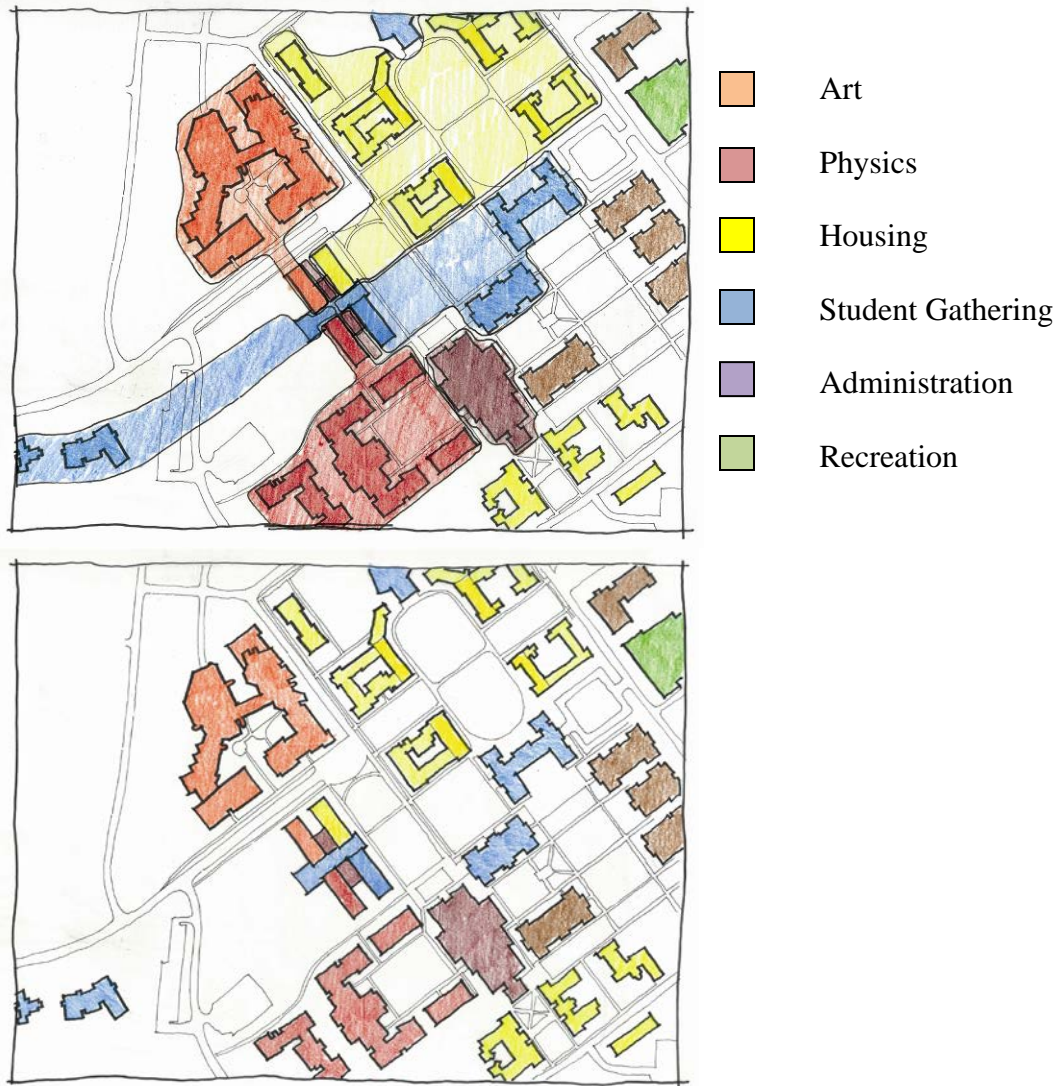 Art
Physics
Housing
Student Gathering
Administration
Recreation